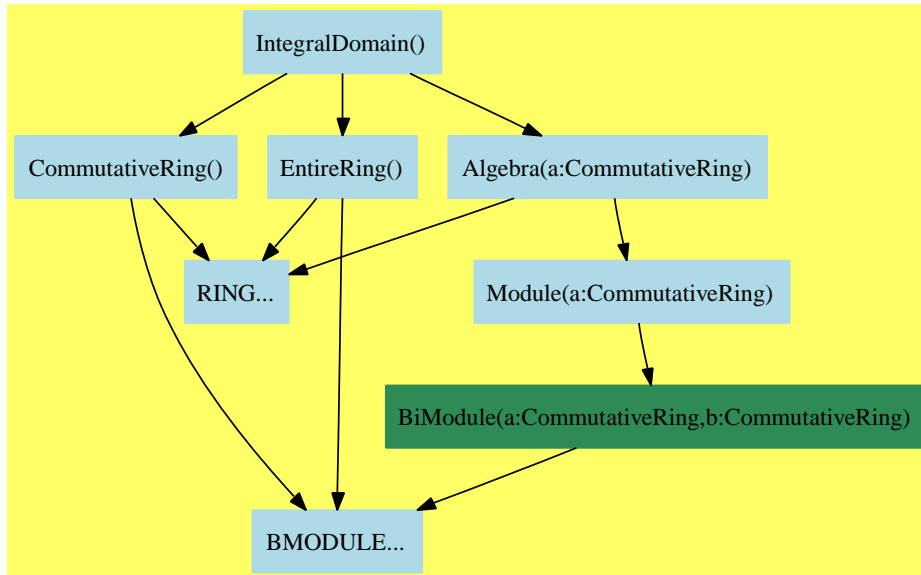 IntegralDomain()
CommutativeRing()
EntireRing()
Algebra(a:CommutativeRing)
RING...
Module(a:CommutativeRing)
BiModule(a:CommutativeRing,b:CommutativeRing)
BMODULE...